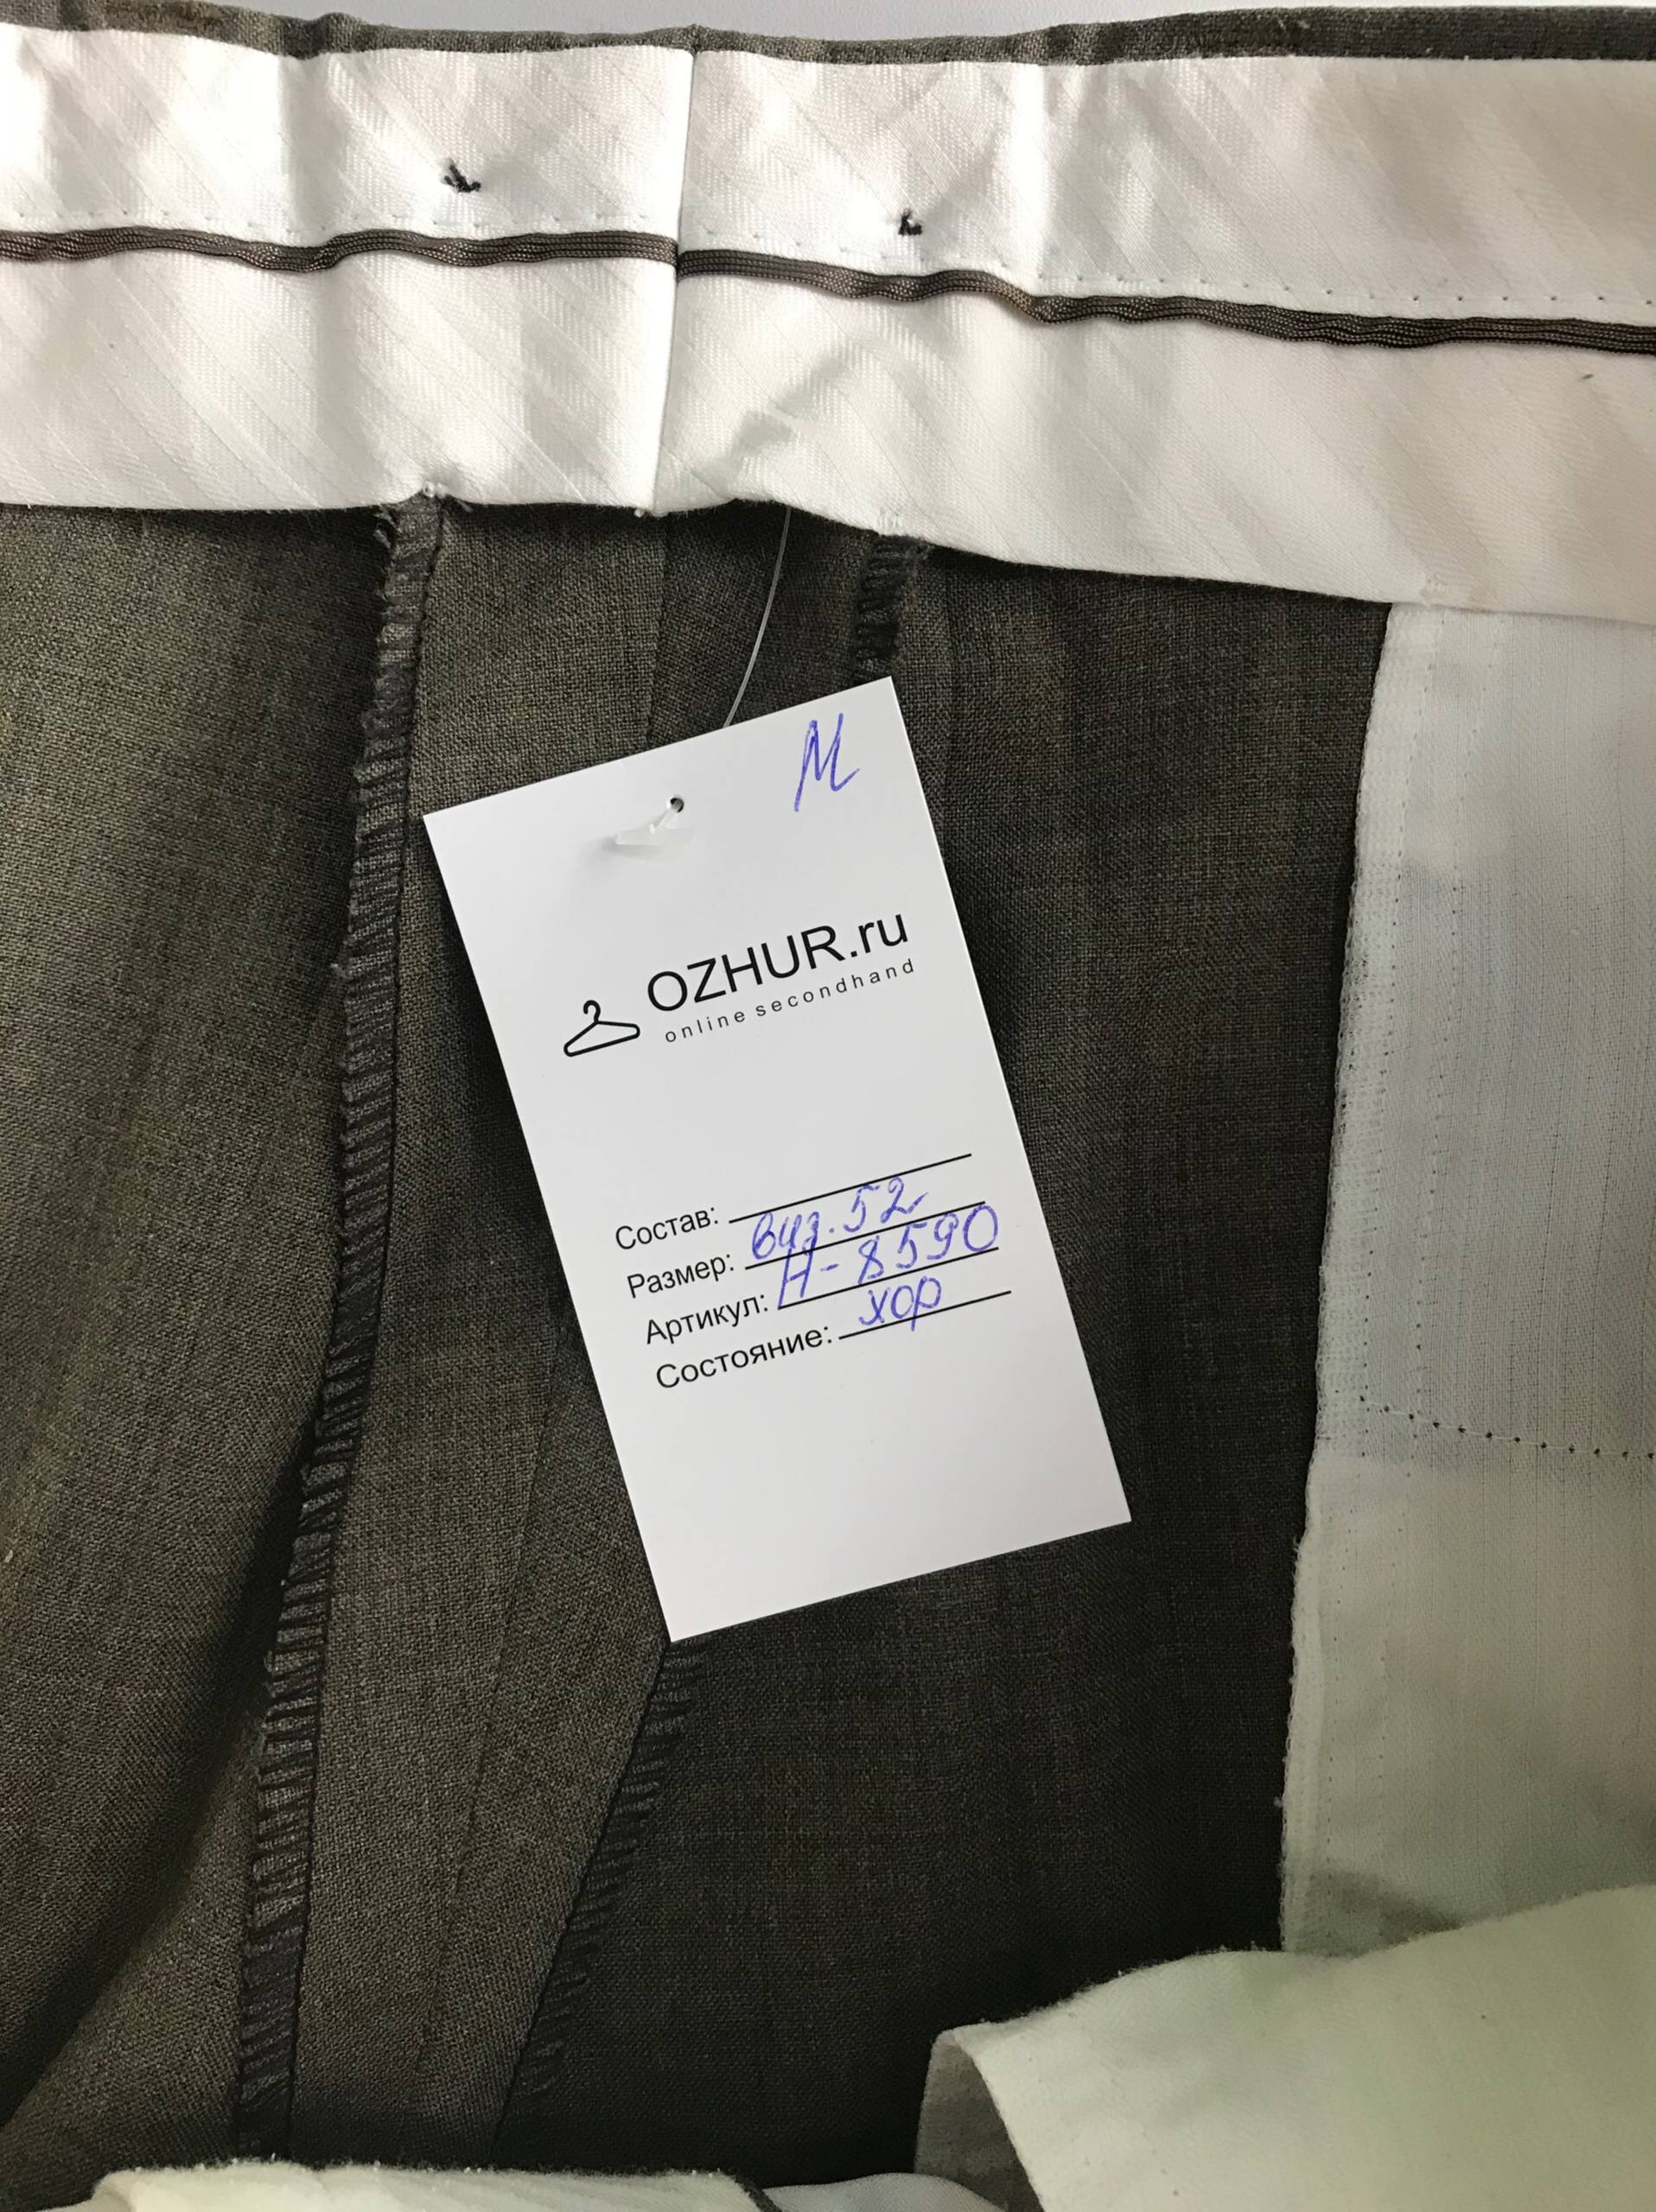 М
OZHUR.ru
online secondhand
Состав:
Размер: виз. 52
Артикул: Н-8590
Состояние: хор